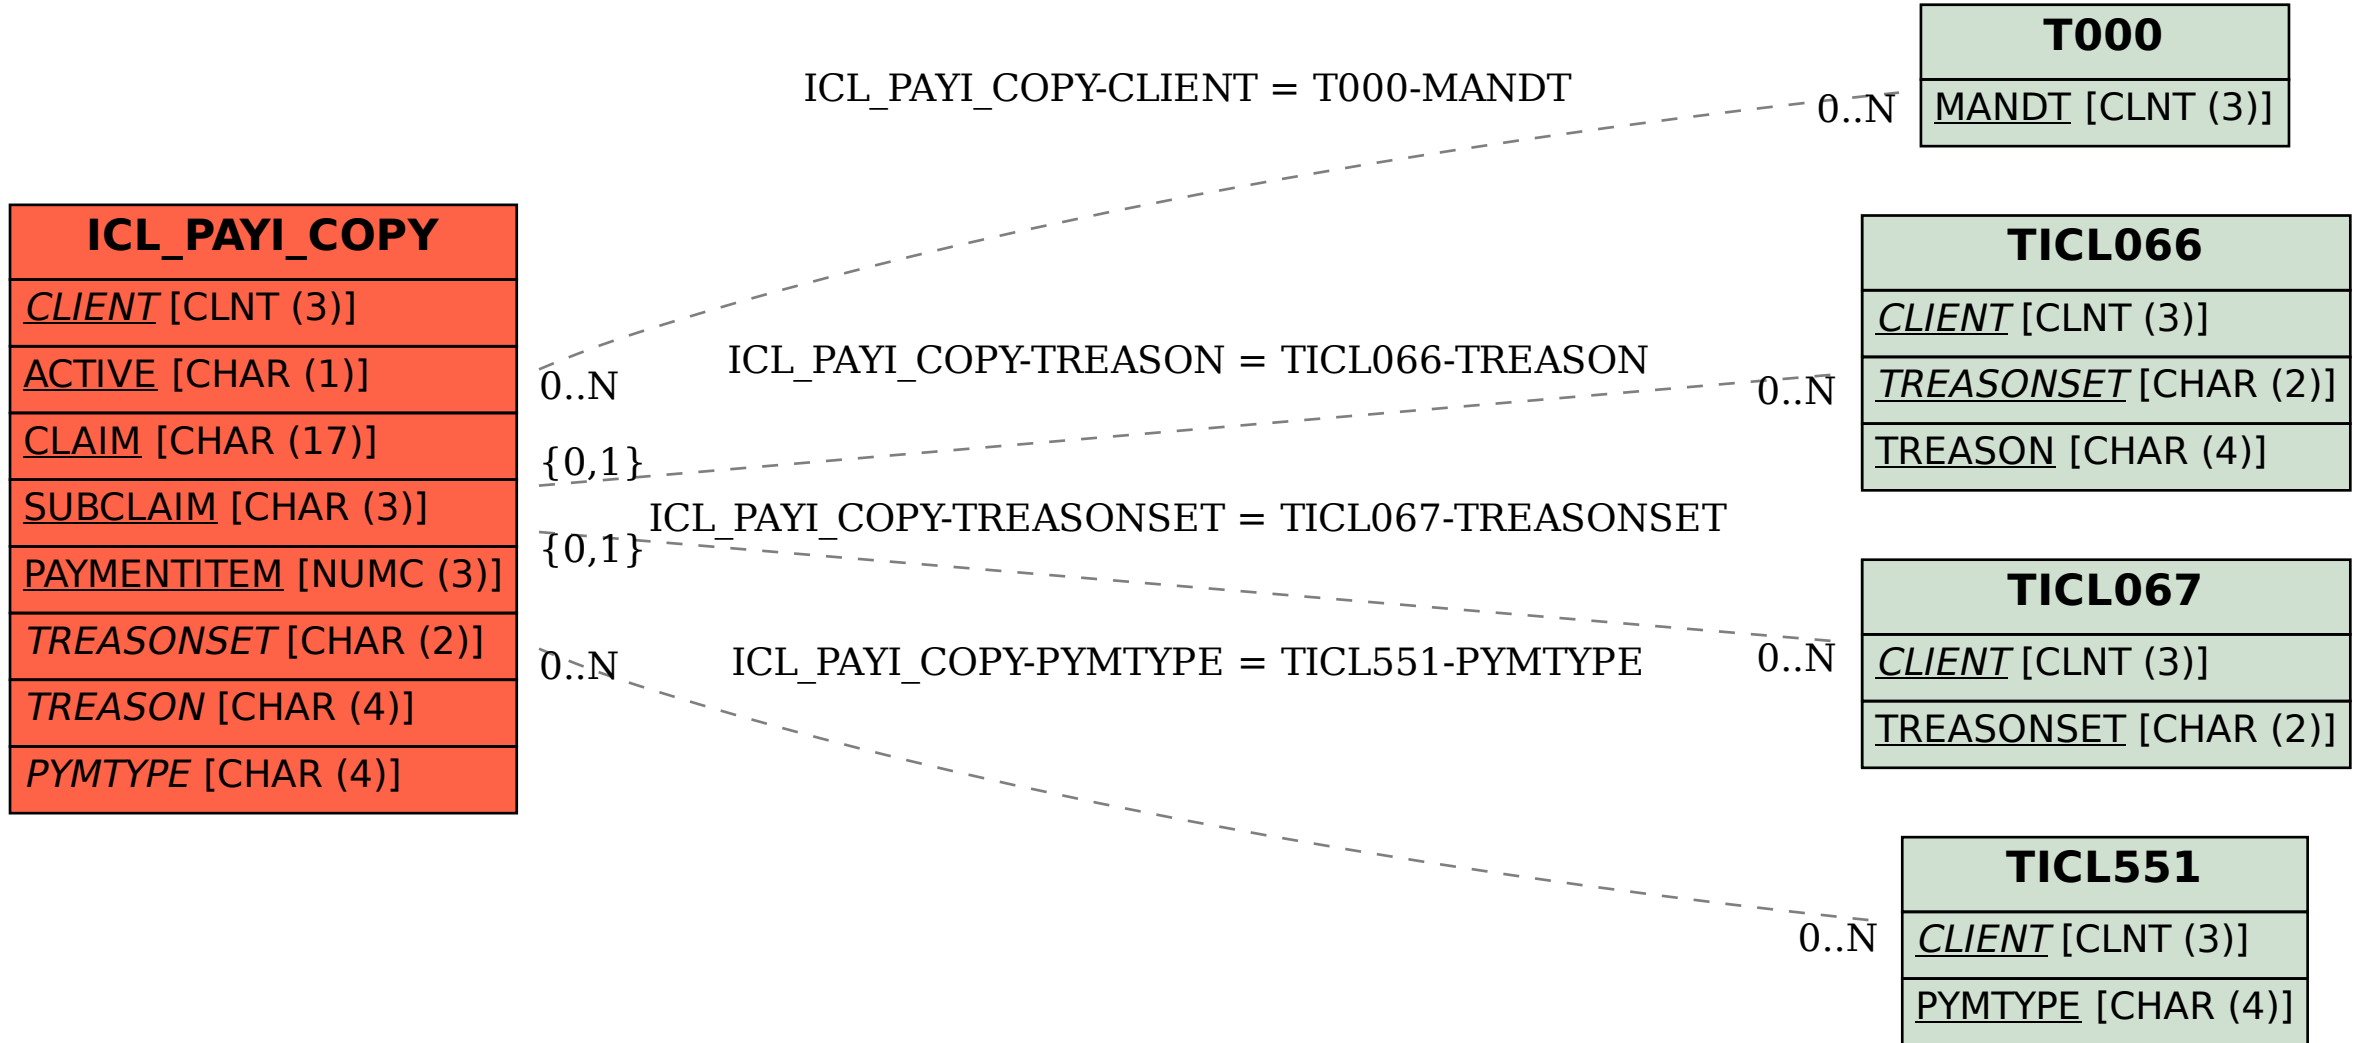 ICL_PAYI_COPY
CLIENT [CLNT (3)]
ACTIVE [CHAR (1)]
CLAIM [CHAR (17)]
SUBCLAIM [CHAR (3)]
PAYMENTITEM [NUMC (3)]
TREASONSET [CHAR (2)]
TREASON [CHAR (4)]
PYMTYPE [CHAR (4)]
ICL_PAYI_COPY-CLIENT = T000-MANDT
0..N
0..N
ICL_PAYI_COPY-TREASON = TICL066-TREASON
{0,1}
0..N
ICL_PAYI_COPY-TREASONSET = TICL067-TREASONSET
{0,1}
0..N
ICL_PAYI_COPY-PYMTYPE = TICL551-PYMTYPE
0..N
0..N
T000
MANDT [CLNT (3)]
TICL066
CLIENT [CLNT (3)]
TREASONSET [CHAR (2)]
TREASON [CHAR (4)]
TICL067
CLIENT [CLNT (3)]
TREASONSET [CHAR (2)]
TICL551
CLIENT [CLNT (3)]
PYMTYPE [CHAR (4)]